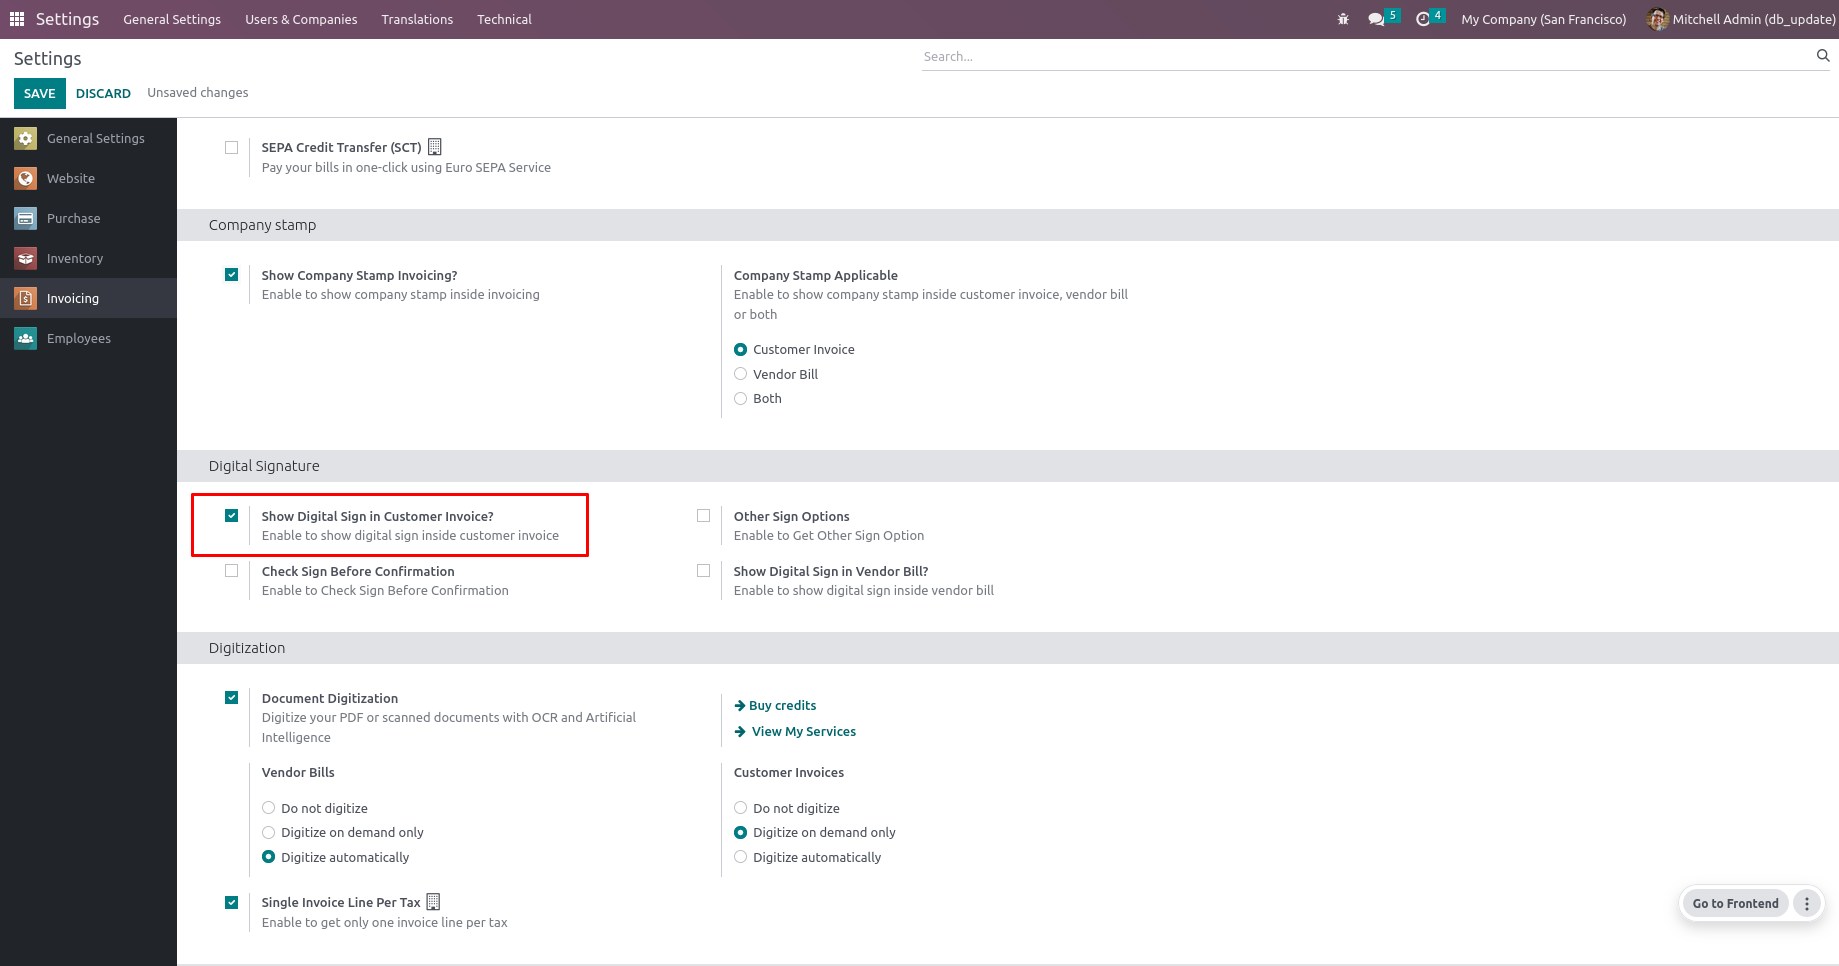 Settings
General Settings
Users & Companies
Translations
Technical
5
4
My Company (San Francisco)
Mitchell Admin (db_update)
Settings
Search...
SAVE
DISCARD
Unsaved changes
General Settings
Website
Purchase
Inventory
Invoicing
Employees
SEPA Credit Transfer (SCT)
Pay your bills in one-click using Euro SEPA Service
Company stamp
Show Company Stamp Invoicing?
Enable to show company stamp inside invoicing
Company Stamp Applicable
Enable to show company stamp inside customer invoice, vendor bill
or both
Customer Invoice
Vendor Bill
Both
Digital Signature
Show Digital Sign in Customer Invoice?
Enable to show digital sign inside customer invoice
Other Sign Options
Enable to Get Other Sign Option
Check Sign Before Confirmation
Enable to Check Sign Before Confirmation
Show Digital Sign in Vendor Bill?
Enable to show digital sign inside vendor bill
Digitization
Document Digitization
Digitize your PDF or scanned documents with OCR and Artificial
Intelligence
Buy credits
View My Services
Vendor Bills
Do not digitize
Digitize on demand only
Digitize automatically
Customer Invoices
Do not digitize
Digitize on demand only
Digitize automatically
Single Invoice Line Per Tax
Enable to get only one invoice line per tax
Go to Frontend